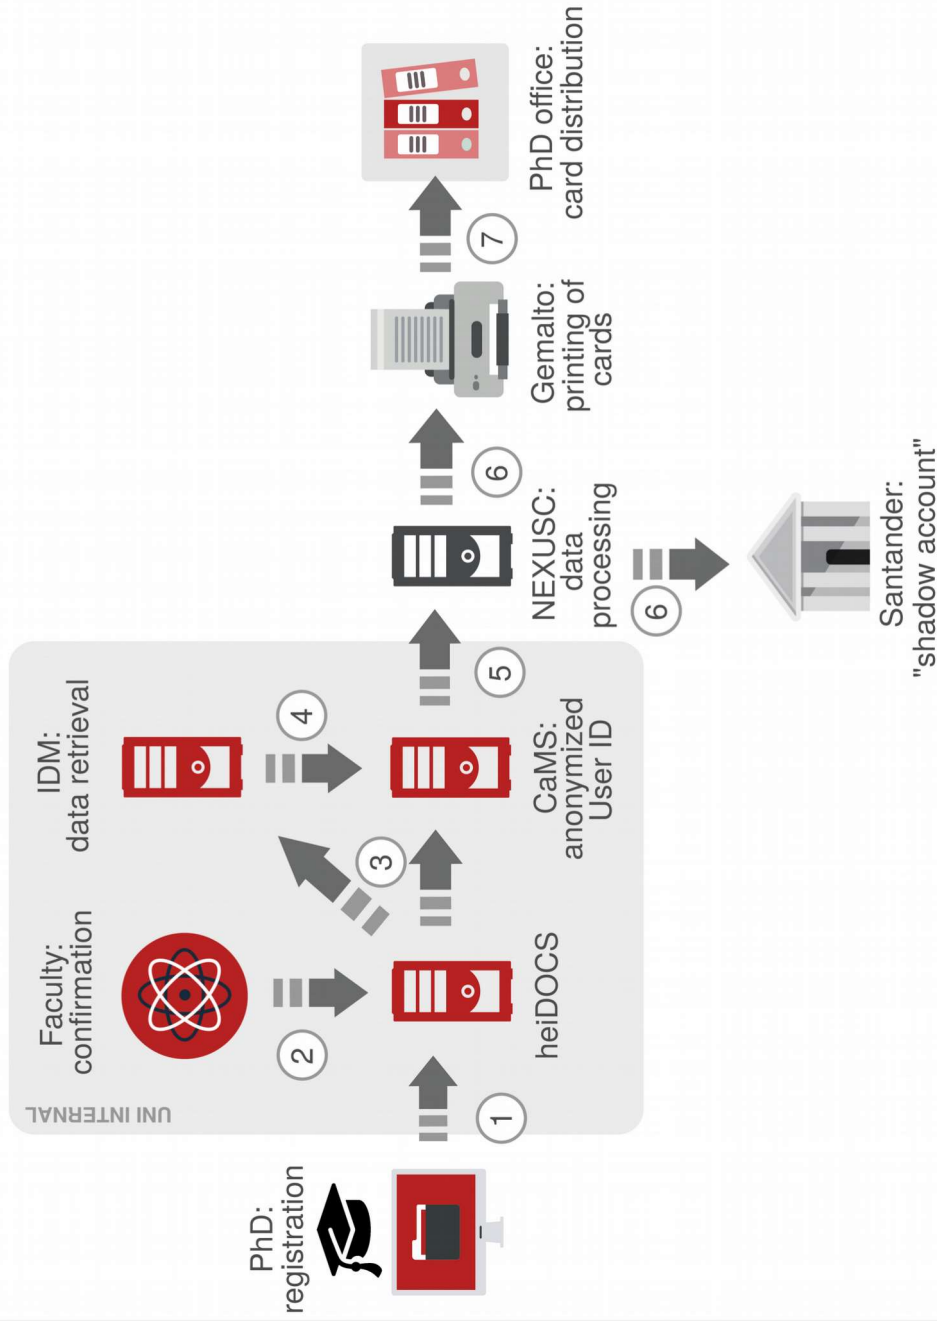 PhD:
registration
UNI INTERNAL
Faculty:
confirmation
IDM:
data retrieval
1
2
3
4
heiDOCS
CaMS:
anonymized
User ID
5
NEXUSC:
data
processing
6
6
Gemalto:
printing of
cards
7
PhD office:
card distribution
Santander:
"shadow account"